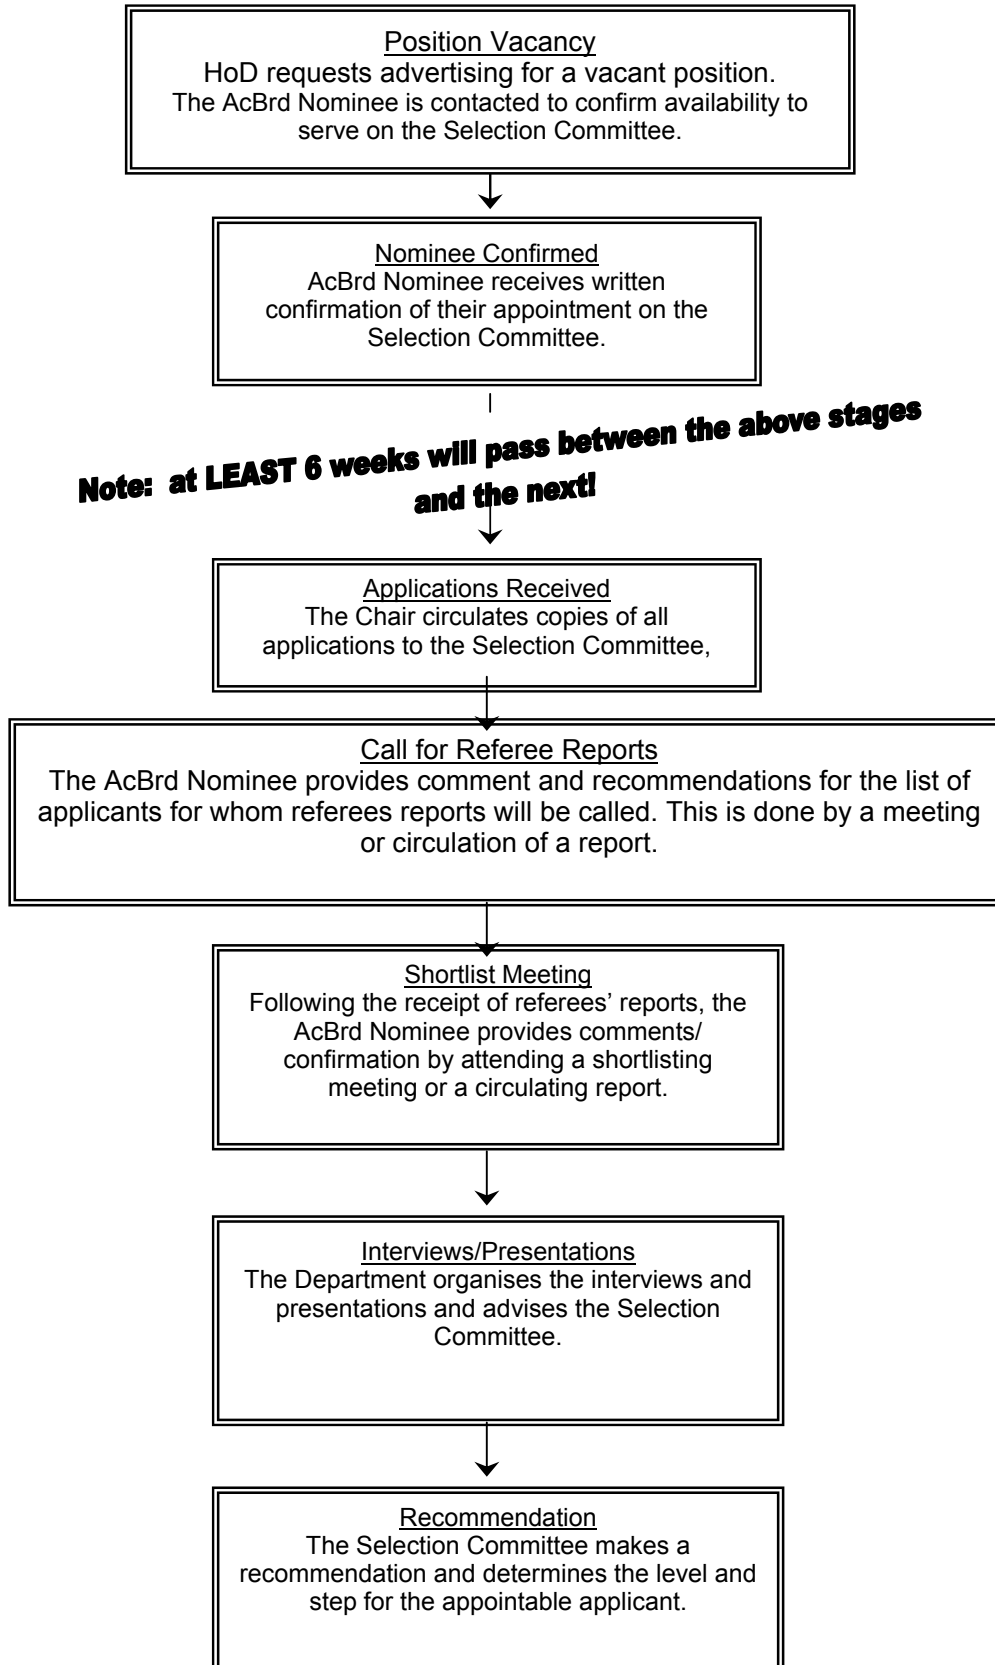 Position Vacancy
HoD requests advertising for a vacant position.
The AcBrd Nominee is contacted to confirm availability to
serve on the Selection Committee.
Nominee Confirmed
AcBrd Nominee receives written
confirmation of their appointment on the
Selection Committee.
Note: at LEAST 6 weeks will pass between the above stages
and the next!
Applications Received
The Chair circulates copies of all
applications to the Selection Committee,
Call for Referee Reports
The AcBrd Nominee provides comment and recommendations for the list of
applicants for whom referees reports will be called. This is done by a meeting
or circulation of a report.
Shortlist Meeting
Following the receipt of referees’ reports, the
AcBrd Nominee provides comments/
confirmation by attending a shortlisting
meeting or a circulating report.
Interviews/Presentations
The Department organises the interviews and
presentations and advises the Selection
Committee.
Recommendation
The Selection Committee makes a
recommendation and determines the level and
step for the appointable applicant.